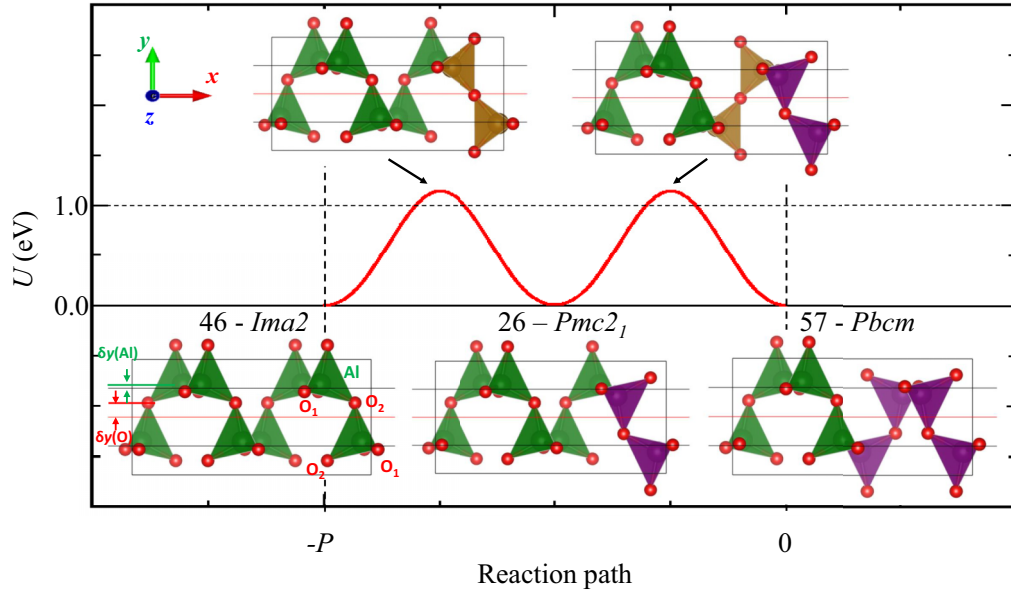 y
x
z
U (eV)
1.0
0.0
46 - Ima2
26 – Pmc2₁
57 - Pbcm
δy(Al)
δy(O)
Al
O₁
O₂
O₂
O₁
-P
0
Reaction path